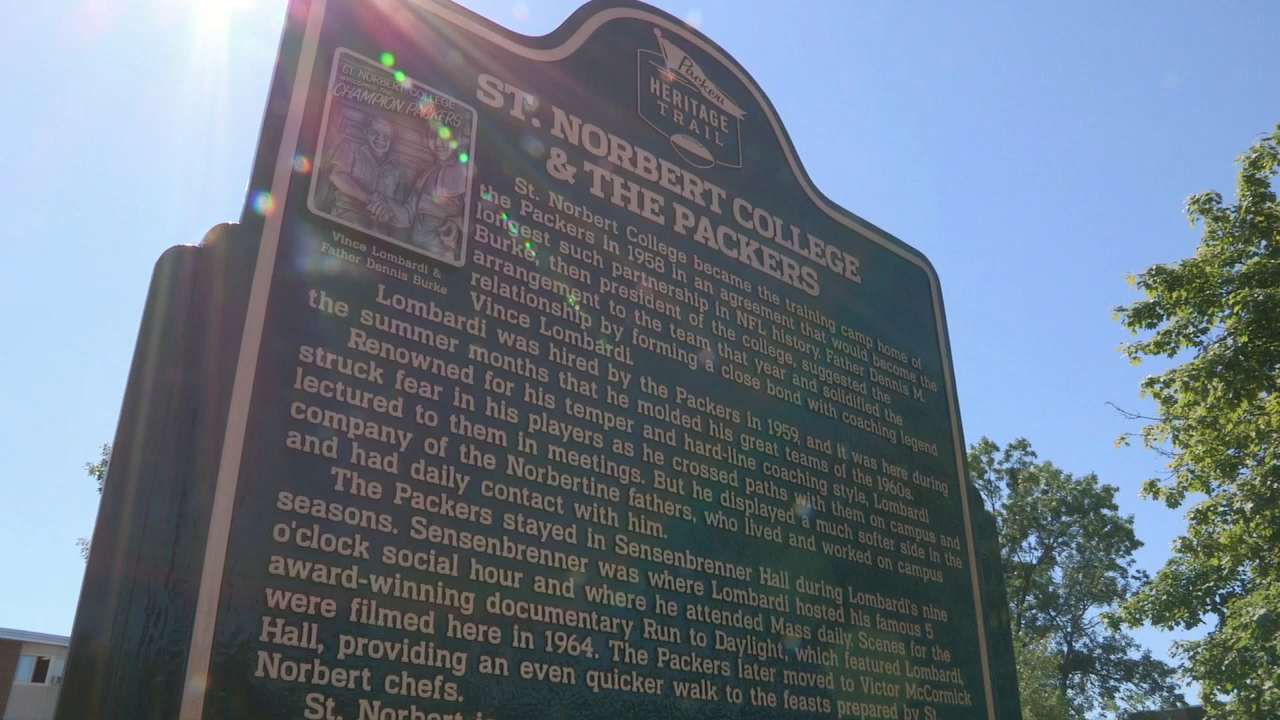 Packers
HERITAGE
TRAIL
ST. NORBERT COLLEGE
& THE PACKERS
ST. NORBERT COLLEGE
CHAMPION PACKERS
Vince Lombardi &
Father Dennis Burke
St. Norbert College became the training camp home of
the Packers in 1958 in an agreement that would become the
longest such partnership in NFL history. Father Dennis M.
Burke, then president of the college, suggested the
arrangement to the team that year and solidified the
relationship by forming a close bond with coaching legend
Vince Lombardi.
Lombardi was hired by the Packers in 1959, and it was here during
the summer months that he molded his great teams of the 1960s.
Renowned for his temper and hard-line coaching style, Lombardi
struck fear in his players as he crossed paths with them on campus and
lectured to them in meetings. But he displayed a much softer side in the
company of the Norbertine fathers, who lived and worked on campus
and had daily contact with him.
The Packers stayed in Sensenbrenner Hall during Lombardi's nine
seasons. Sensenbrenner was where Lombardi hosted his famous 5
o'clock social hour and where he attended Mass daily. Scenes for the
award-winning documentary Run to Daylight, which featured Lombardi,
were filmed here in 1964. The Packers later moved to Victor McCormick
Hall, providing an even quicker walk to the feasts prepared by St.
Norbert chefs.
St. Norbert